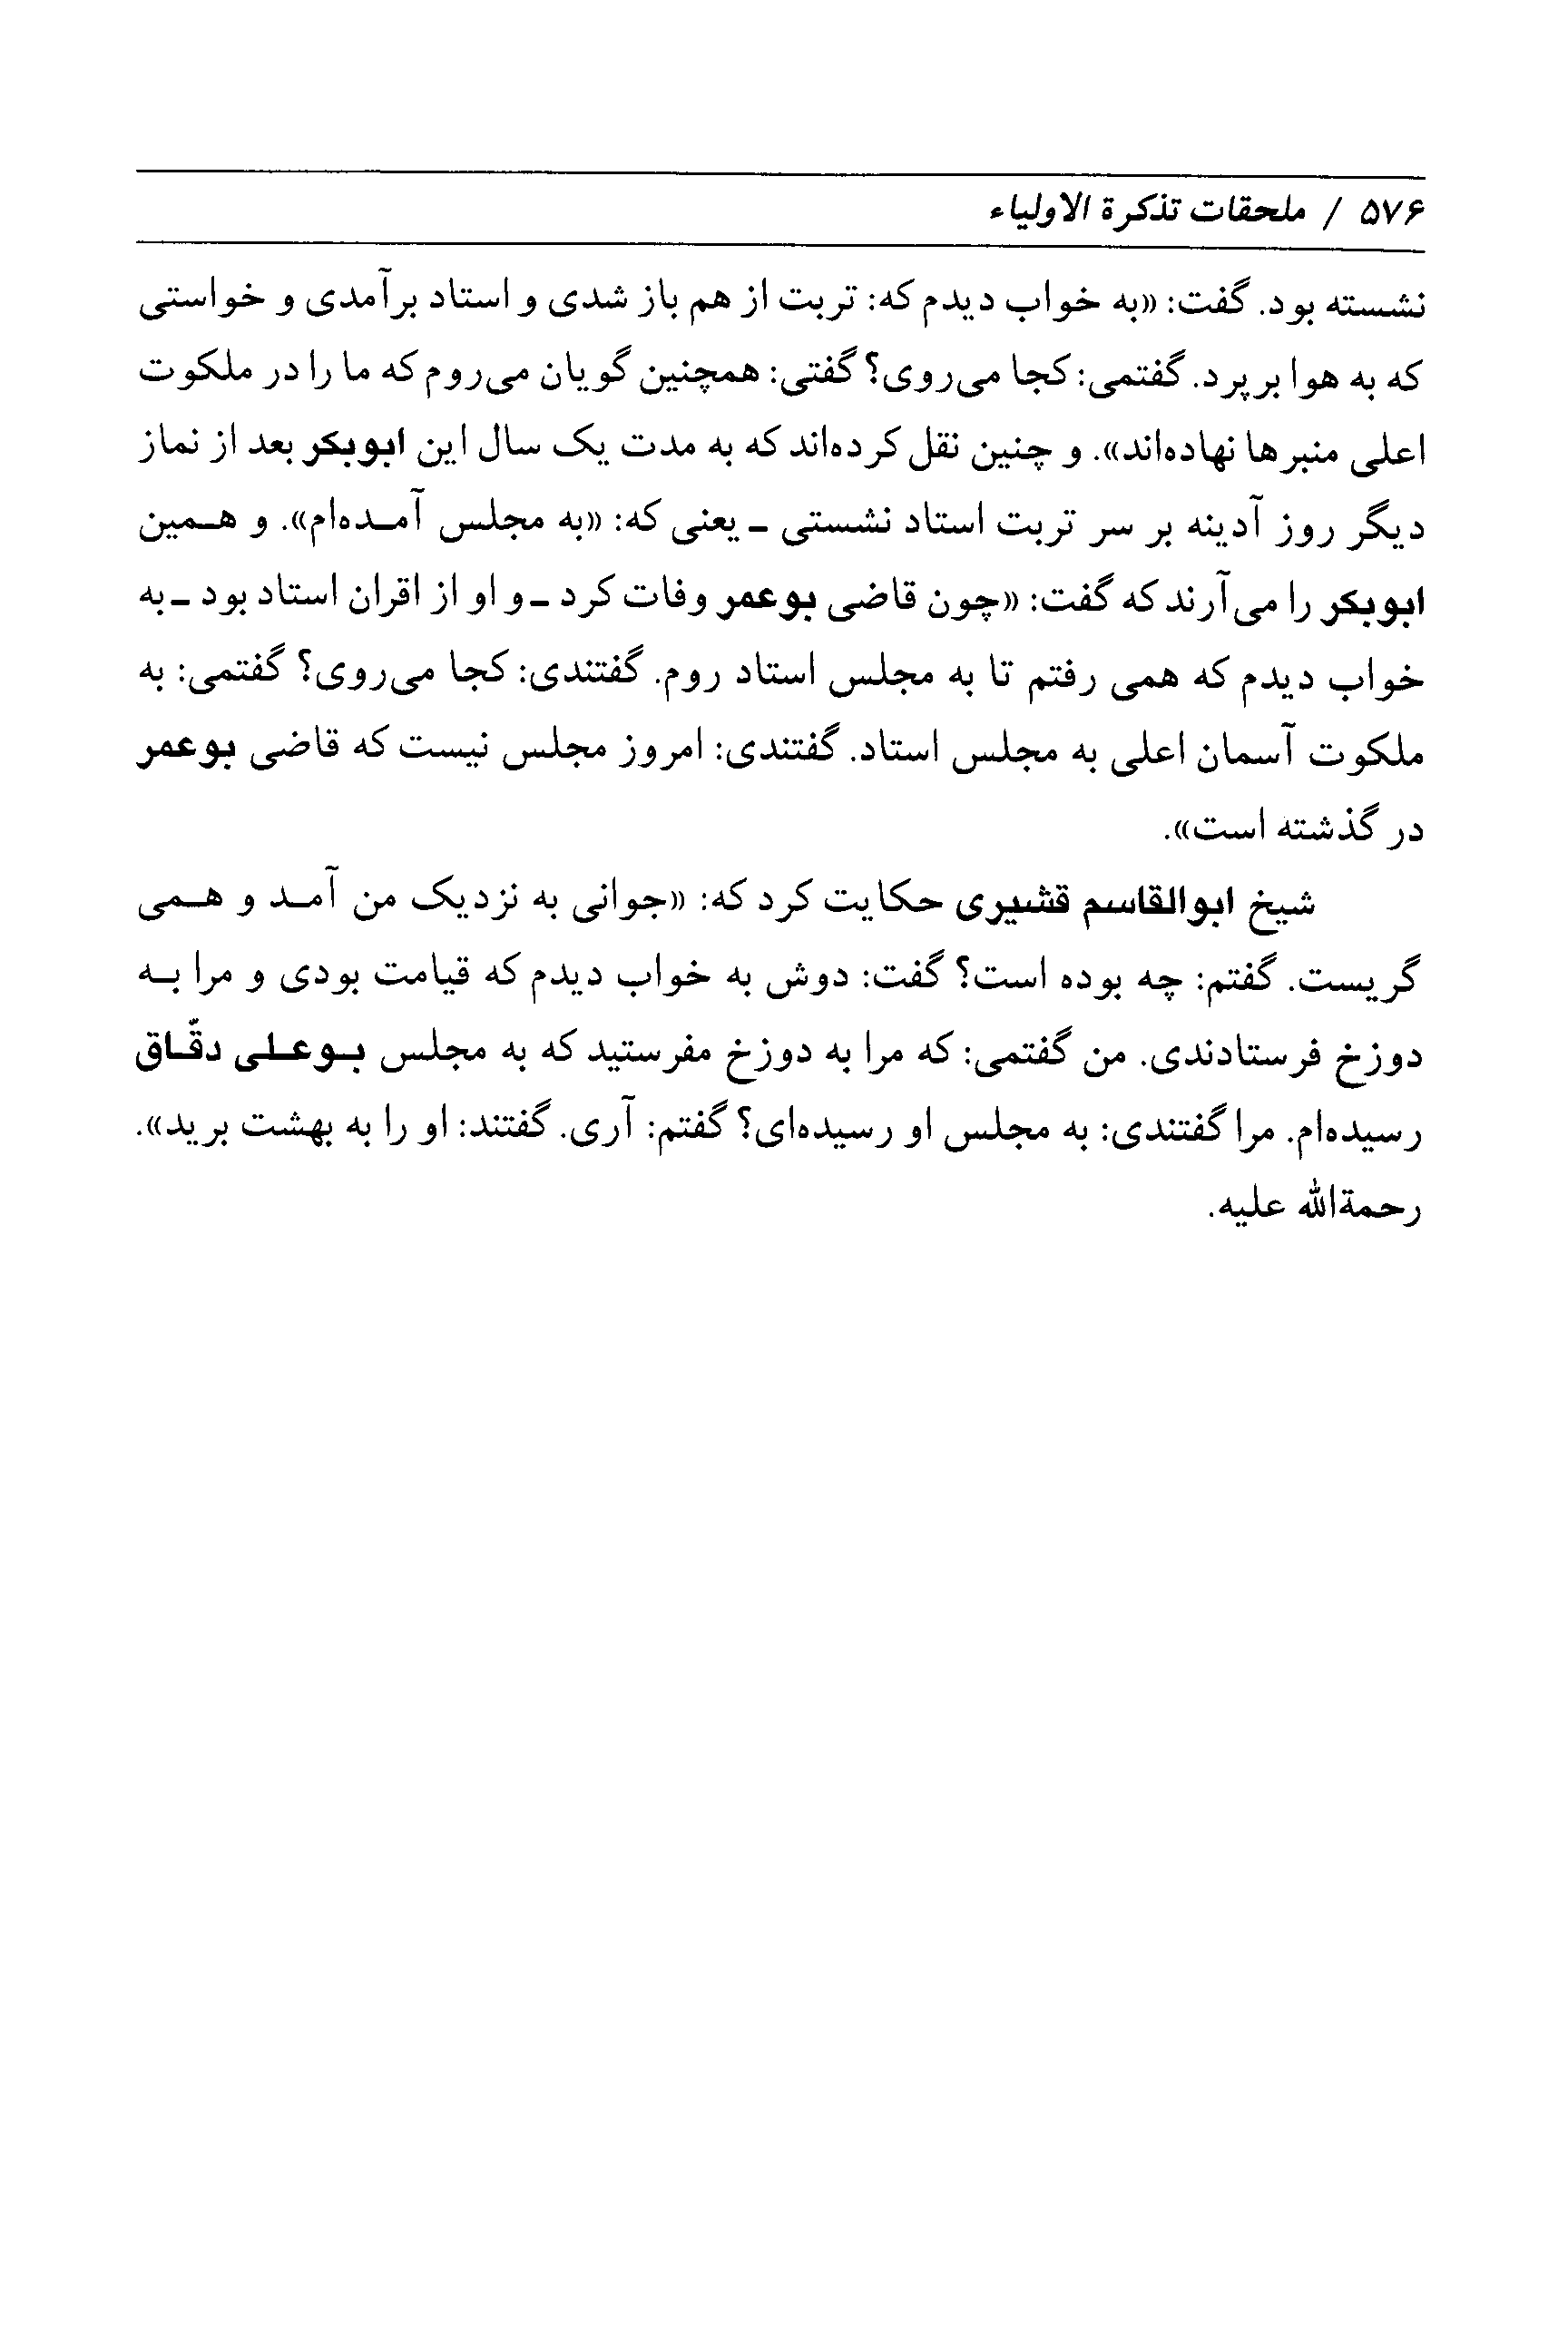 ۵۷۶ / ملحقات تذکرة الاولیاء
نشسته بود. گفت: «به خواب دیدم که: تربت از هم باز شدی و استاد برآمدی و خواستی
که به هوا بر پرد. گفتمی: کجا می‌روی؟ گفتی: همچنین گویان می‌روم که ما را در ملکوت
اعلی منبرها نهاده‌اند». و چنین نقل کرده‌اند که به مدت یک سال این ابوبکر بعد از نماز
دیگر روز آدینه بر سر تربت استاد نشستی ـ یعنی که: «به مجلس آمده‌ام». و همین
ابوبکر را می‌آرند که گفت: «چون قاضی بوعمر وفات کرد ـ و او از اقران استاد بود ـ به
خواب دیدم که همی رفتم تا به مجلس استاد روم. گفتندی: کجا می‌روی؟ گفتمی: به
ملکوت آسمان اعلی به مجلس استاد. گفتندی: امروز مجلس نیست که قاضی بوعمر
در گذشته است».
شیخ ابوالقاسم قشیری حکایت کرد که: «جوانی به نزدیک من آمد و همی
گریست. گفتم: چه بوده است؟ گفت: دوش به خواب دیدم که قیامت بودی و مرا به
دوزخ فرستادندی. من گفتمی: که مرا به دوزخ مفرستید که به مجلس بوعلی دقّاق
رسیده‌ام. مرا گفتندی: به مجلس او رسیده‌ای؟ گفتم: آری. گفتند: او را به بهشت برید».
رحمةالله علیه.